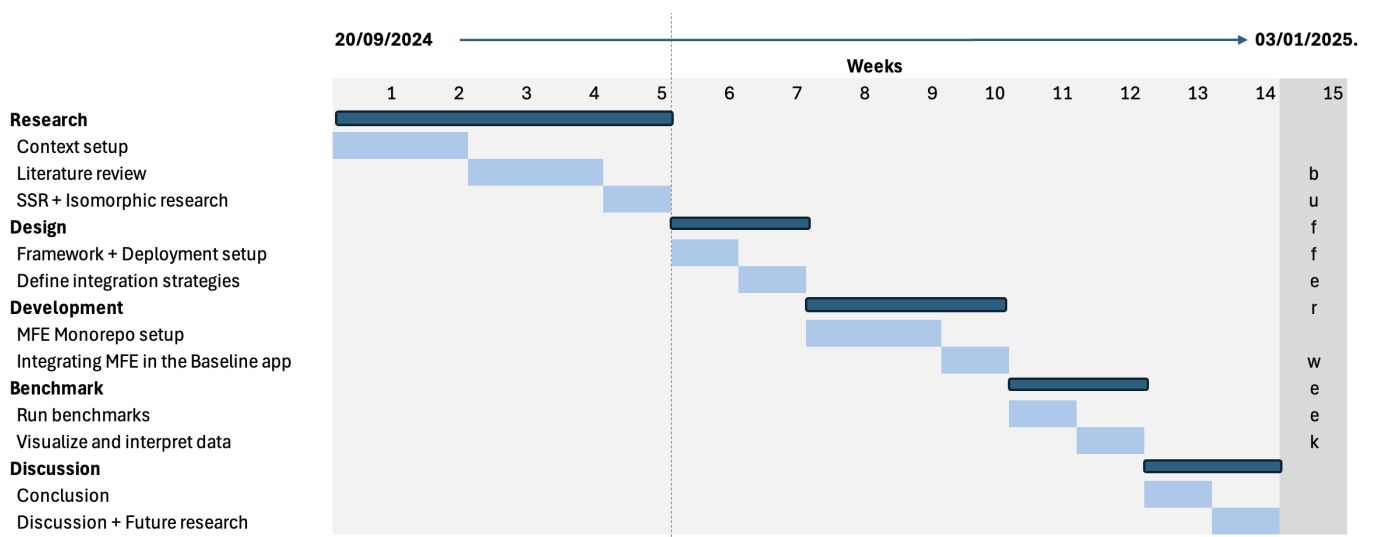 20/09/2024 03/01/2025.
Weeks
1 2 3 4 5 6 7 8 9 10 11 12 13 14 15
Research
Context setup
Literature review
SSR + Isomorphic research
Design
Framework + Deployment setup
Define integration strategies
Development
MFE Monorepo setup
Integrating MFE in the Baseline app
Benchmark
Run benchmarks
Visualize and interpret data
Discussion
Conclusion
Discussion + Future research
b
u
f
f
e
r
w
e
e
k